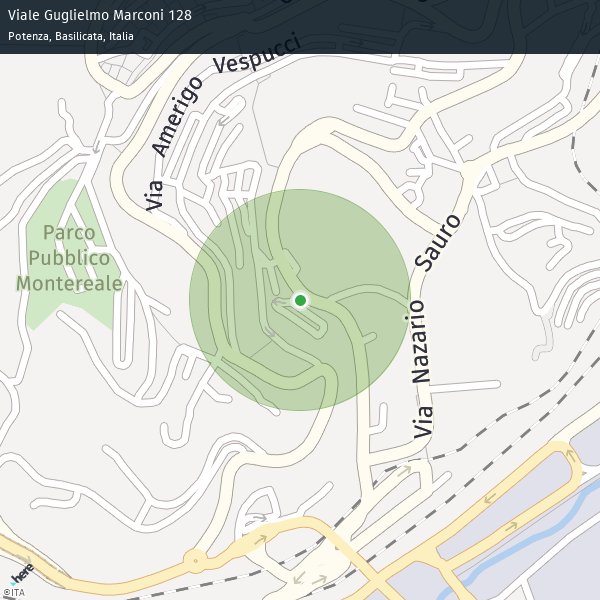 Viale Guglielmo Marconi 128
Potenza, Basilicata, Italia
Via Amerigo Vespucci
Parco
Pubblico
Montereale
Via Nazario Sauro
here
©ITA